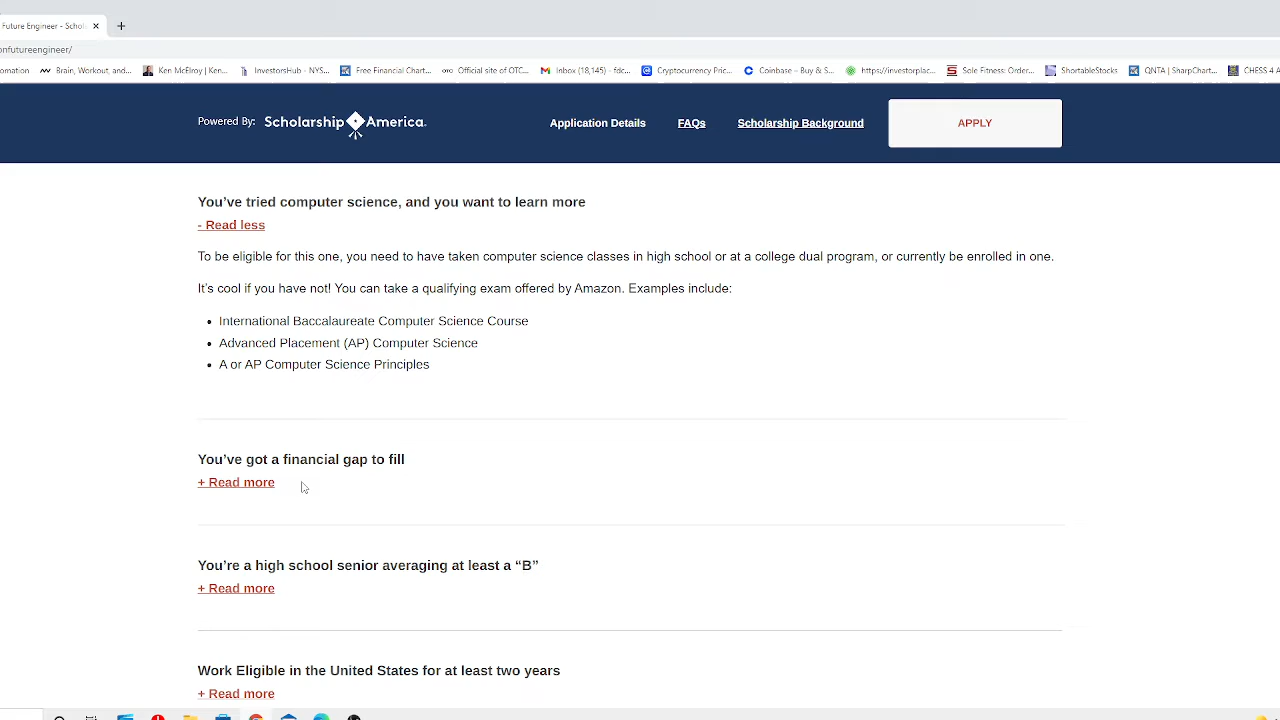 Future Engineer - Schol
onfutureengineer/
omation
Brain, Workout, and...
Ken McElroy | Ken...
InvestorsHub - NYS...
Free Financial Chart...
Official site of OTC...
Inbox (18,145) - fdc...
Cryptocurrency Pric...
Coinbase – Buy & S...
https://investorplac...
Sole Fitness: Order...
ShortableStocks
QNTA | SharpChart...
CHESS 4 A
Powered By: Scholarship America.
Application Details
FAQs
Scholarship Background
APPLY
You’ve tried computer science, and you want to learn more
- Read less
To be eligible for this one, you need to have taken computer science classes in high school or at a college dual program, or currently be enrolled in one.
It’s cool if you have not! You can take a qualifying exam offered by Amazon. Examples include:
• International Baccalaureate Computer Science Course
• Advanced Placement (AP) Computer Science
• A or AP Computer Science Principles
You’ve got a financial gap to fill
+ Read more
You’re a high school senior averaging at least a “B”
+ Read more
Work Eligible in the United States for at least two years
+ Read more